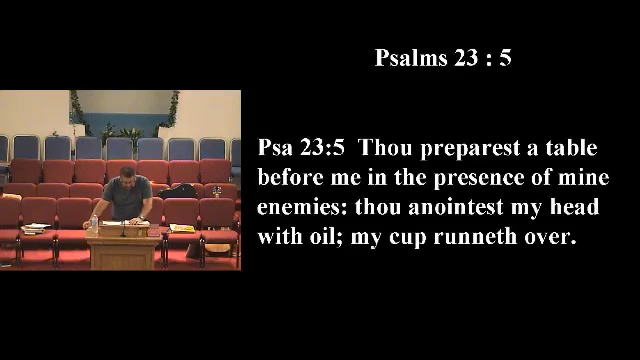 Psalms 23 : 5
Psa 23:5 Thou preparest a table
before me in the presence of mine
enemies: thou anointest my head
with oil; my cup runneth over.